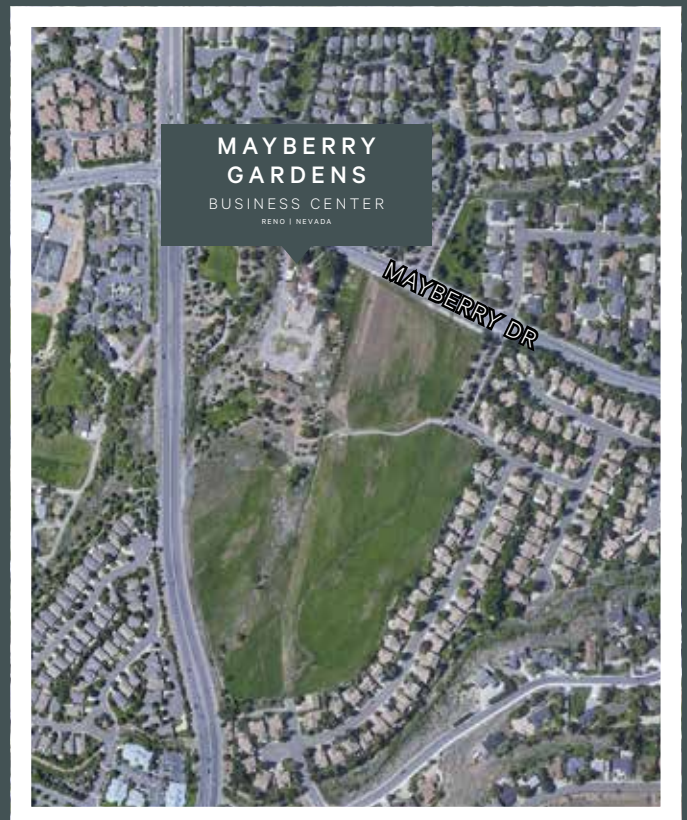 MAYBERRY
GARDENS
BUSINESS CENTER
RENO | NEVADA
MAYBERRY DR